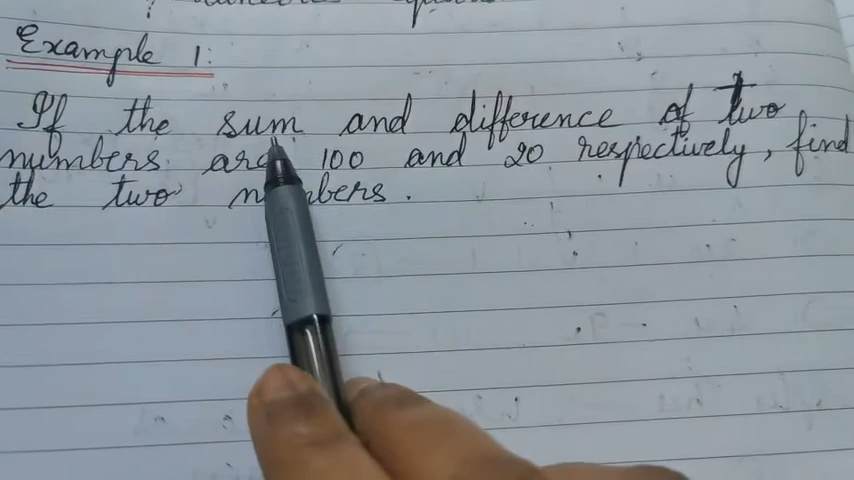 Example 1:
If the sum and difference of two
numbers are 100 and 20 respectively, find
the two numbers.